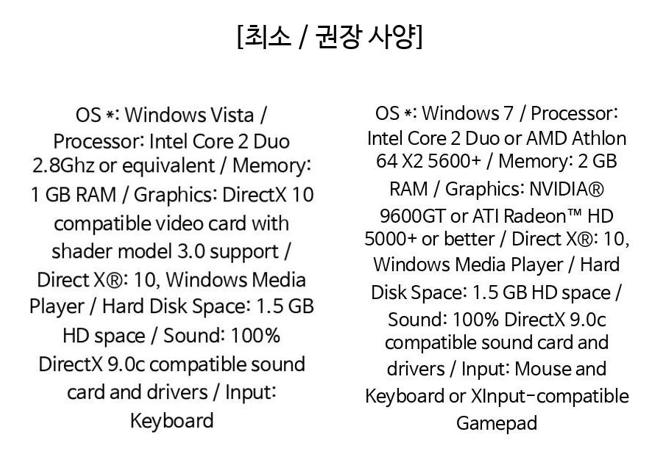 [최소 / 권장 사양]
OS *: Windows Vista /
Processor: Intel Core 2 Duo
2.8Ghz or equivalent / Memory:
1 GB RAM / Graphics: DirectX 10
compatible video card with
shader model 3.0 support /
Direct X®: 10, Windows Media
Player / Hard Disk Space: 1.5 GB
HD space / Sound: 100%
DirectX 9.0c compatible sound
card and drivers / Input:
Keyboard
OS *: Windows 7 / Processor:
Intel Core 2 Duo or AMD Athlon
64 X2 5600+ / Memory: 2 GB
RAM / Graphics: NVIDIA®
9600GT or ATI Radeon™ HD
5000+ or better / Direct X®: 10,
Windows Media Player / Hard
Disk Space: 1.5 GB HD space /
Sound: 100% DirectX 9.0c
compatible sound card and
drivers / Input: Mouse and
Keyboard or XInput-compatible
Gamepad